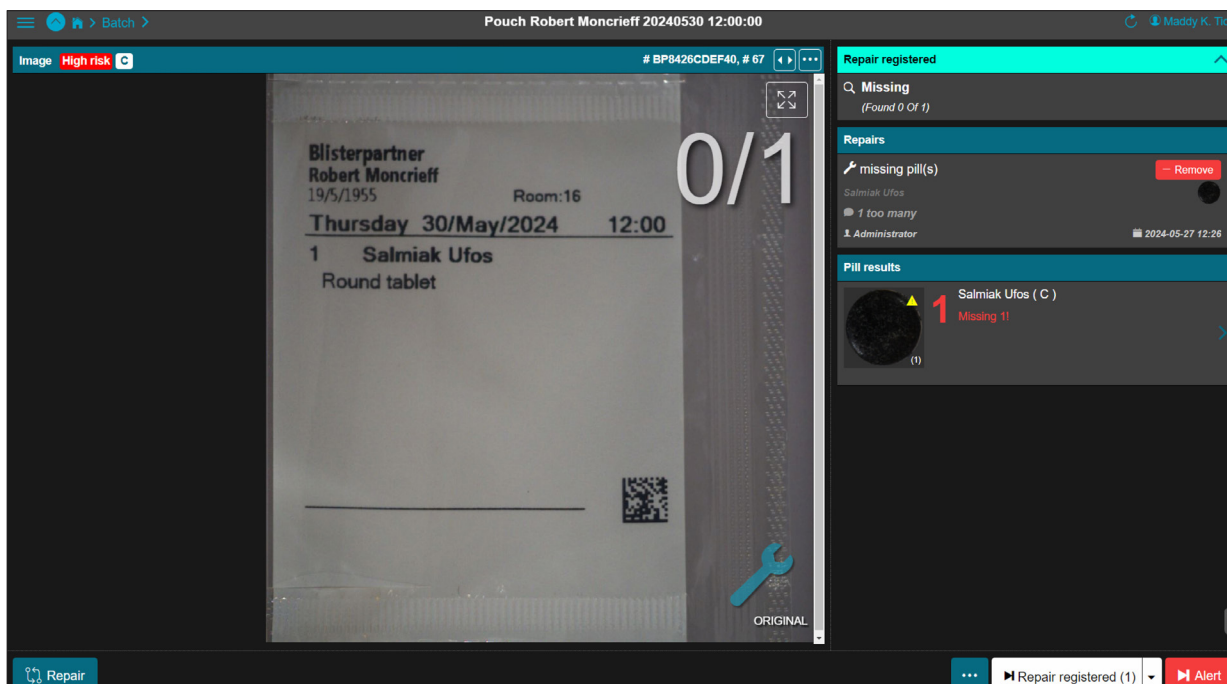 Batch
Pouch Robert Moncrieff 20240530 12:00:00
Maddy K. Tic
Image High risk C
# BP8426CDEF40, # 67
0/1
Blisterpartner
Robert Moncrieff
19/5/1955 Room:16
Thursday 30/May/2024 12:00
1 Salmiak Ufos
Round tablet
ORIGINAL
Repair registered
Missing
(Found 0 Of 1)
Repairs
missing pill(s)
Remove
Salmiak Ufos
1 too many
Administrator 2024-05-27 12:26
Pill results
1 Salmiak Ufos ( C )
Missing 1!
(1)
Repair
... Repair registered (1) Alert